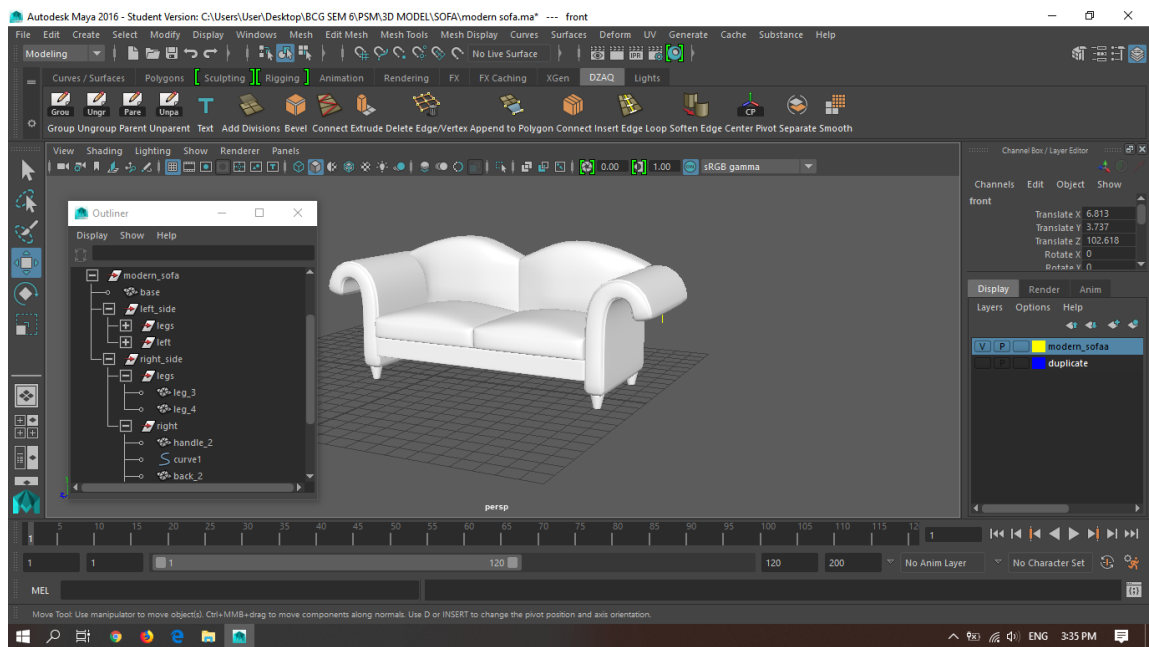 Autodesk Maya 2016 - Student Version: C:\Users\User\Desktop\BCG SEM 6\PSM\3D MODEL\SOFA\modern sofa.ma* --- front
File Edit Create Select Modify Display Windows Mesh Edit Mesh Mesh Tools Mesh Display Curves Surfaces Deform UV Generate Cache Substance Help
Modeling No Live Surface IPR
Curves / Surfaces Polygons Sculpting Rigging Animation Rendering FX FX Caching XGen DZAQ Lights
Grou Ungr Pare Unpa T CP
Group Ungroup Parent Unparent Text Add Divisions Bevel Connect Extrude Delete Edge/Vertex Append to Polygon Connect Insert Edge Loop Soften Edge Center Pivot Separate Smooth
View Shading Lighting Show Renderer Panels
0.00 1.00 sRGB gamma
Channel Box / Layer Editor
Channels Edit Object Show
front
Translate X 6.813
Translate Y 3.737
Translate Z 102.618
Rotate X 0
Rotate Y 0
Outliner
Display Show Help
modern_sofa
base
left_side
legs
left
right_side
legs
leg_3
leg_4
right
handle_2
curve1
back_2
persp
Display Render Anim
Layers Options Help
V P modern_sofaa
P duplicate
1 5 10 15 20 25 30 35 40 45 50 55 60 65 70 75 80 85 90 95 100 105 110 115 12 1
1 1 1 120 120 200 No Anim Layer No Character Set
MEL
Move Tool: Use manipulator to move object(s). Ctrl+MMB+drag to move components along normals. Use D or INSERT to change the pivot position and axis orientation.
ENG 3:35 PM